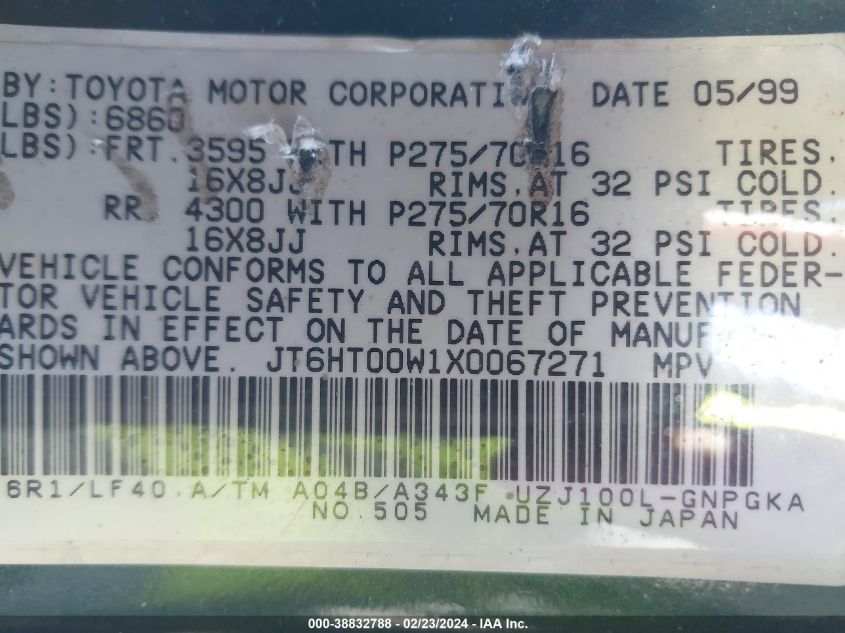 BY: TOYOTA MOTOR CORPORATI DATE 05/99
LBS): 6860
LBS): FRT. 3595 TH P275/70R16 TIRES,
16X8JJ RIMS, AT 32 PSI COLD.
RR 4300 WITH P275/70R16 TIRES,
16X8JJ RIMS, AT 32 PSI COLD.
VEHICLE CONFORMS TO ALL APPLICABLE FEDER-
TOR VEHICLE SAFETY AND THEFT PREVENTION
ARDS IN EFFECT ON THE DATE OF MANUF
SHOWN ABOVE. JT6HT00W1X0067271 MPV
6R1/LF40 A/TM A04B/A343F UZJ100L-GNPGKA
NO.505 MADE IN JAPAN
000-38832788 - 02/23/2024 - IAA Inc.